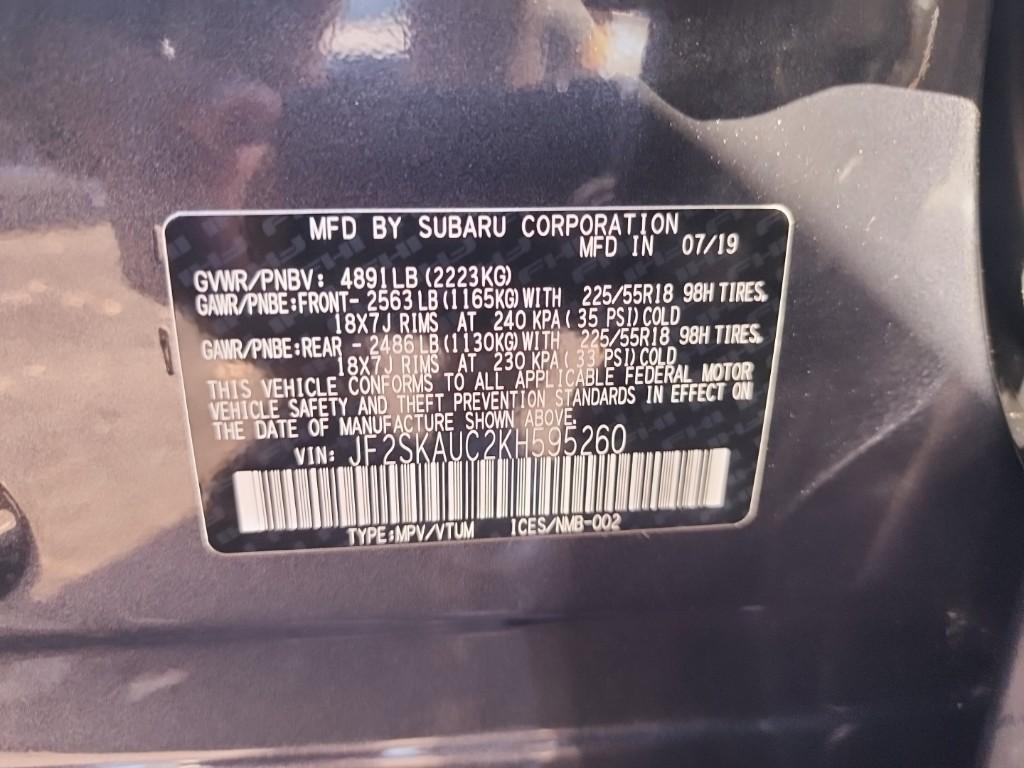 MFD BY SUBARU CORPORATION
MFD IN 07/19
GVWR/PNBV: 4891LB (2223KG)
GAWR/PNBE:FRONT- 2563LB (1165KG) WITH 225/55R18 98H TIRES,
18X7J RIMS AT 240 KPA ( 35 PSI) COLD
GAWR/PNBE:REAR - 2486LB (1130KG) WITH 225/55R18 98H TIRES,
18X7J RIMS AT 230 KPA ( 33 PSI) COLD
THIS VEHICLE CONFORMS TO ALL APPLICABLE FEDERAL MOTOR
VEHICLE SAFETY AND THEFT PREVENTION STANDARDS IN EFFECT ON
THE DATE OF MANUFACTURE SHOWN ABOVE.
VIN: JF2SKAUC2KH595260
TYPE:MPV/VTUM ICES/NMB-002